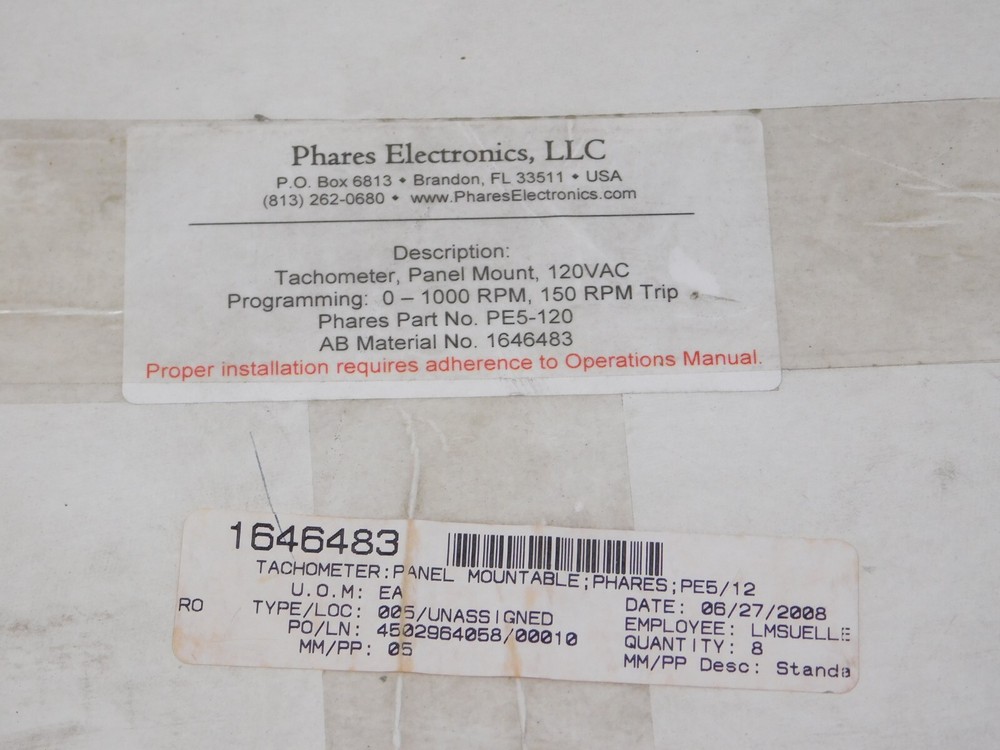 Phares Electronics, LLC
P.O. Box 6813 • Brandon, FL 33511 • USA
(813) 262-0680 • www.PharesElectronics.com
Description:
Tachometer, Panel Mount, 120VAC
Programming: 0 – 1000 RPM, 150 RPM Trip
Phares Part No. PE5-120
AB Material No. 1646483
Proper installation requires adherence to Operations Manual.
1646483
TACHOMETER:PANEL MOUNTABLE;PHARES;PE5/12
U.O.M: EA
RO
TYPE/LOC: 005/UNASSIGNED
PO/LN: 4502964058/00010
MM/PP: 05
DATE: 06/27/2008
EMPLOYEE: LMSUELLE
QUANTITY: 8
MM/PP Desc: Standa